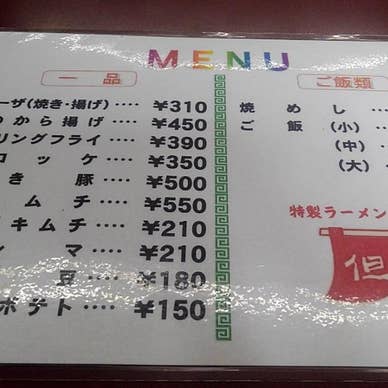 MENU
一品
ーザ(焼き・揚げ)‥‥ ¥310
から揚げ‥‥ ¥450
リングフライ‥‥ ¥390
ロッケ‥‥ ¥350
き豚‥‥ ¥500
ムチ‥‥ ¥550
キムチ‥‥ ¥210
マ‥‥ ¥210
豆‥‥ ¥180
ポテト‥‥ ¥150
ご飯類
焼めし‥‥
ご飯(小)‥
(中)‥
(大)‥
特製ラーメン
但